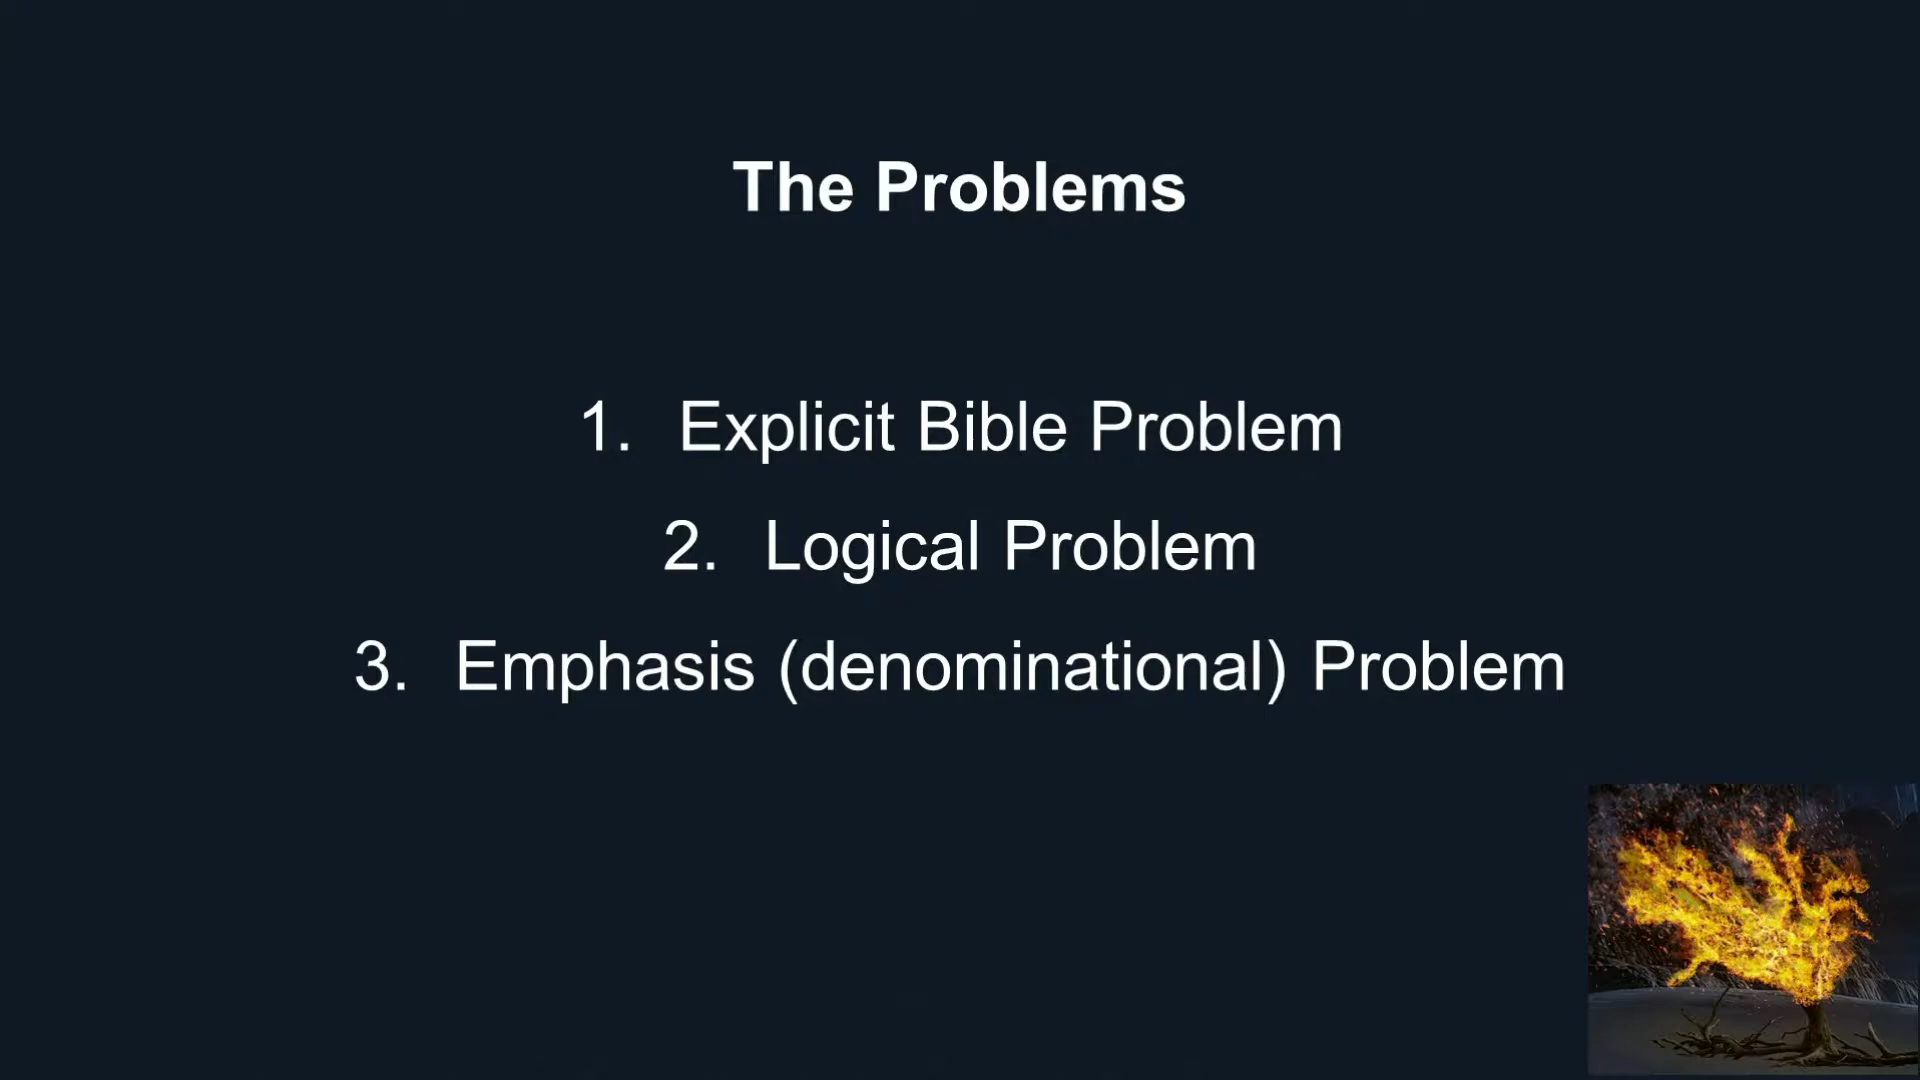 The Problems
1. Explicit Bible Problem
2. Logical Problem
3. Emphasis (denominational) Problem